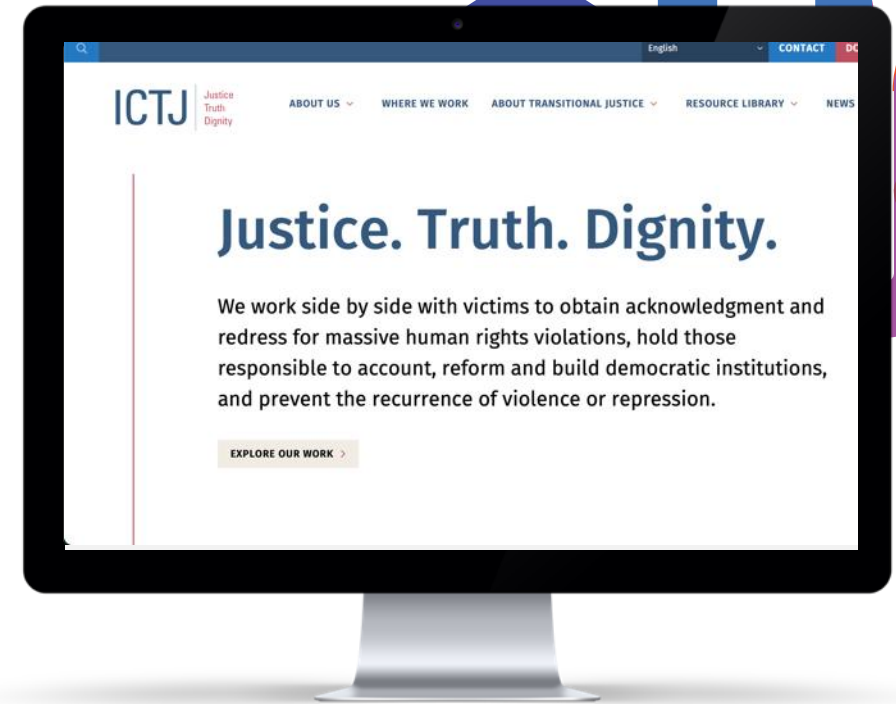 English
CONTACT
ICTJ
Justice
Truth
Dignity
ABOUT US
WHERE WE WORK
ABOUT TRANSITIONAL JUSTICE
RESOURCE LIBRARY
NEWS
Justice. Truth. Dignity.
We work side by side with victims to obtain acknowledgment and
redress for massive human rights violations, hold those
responsible to account, reform and build democratic institutions,
and prevent the recurrence of violence or repression.
EXPLORE OUR WORK